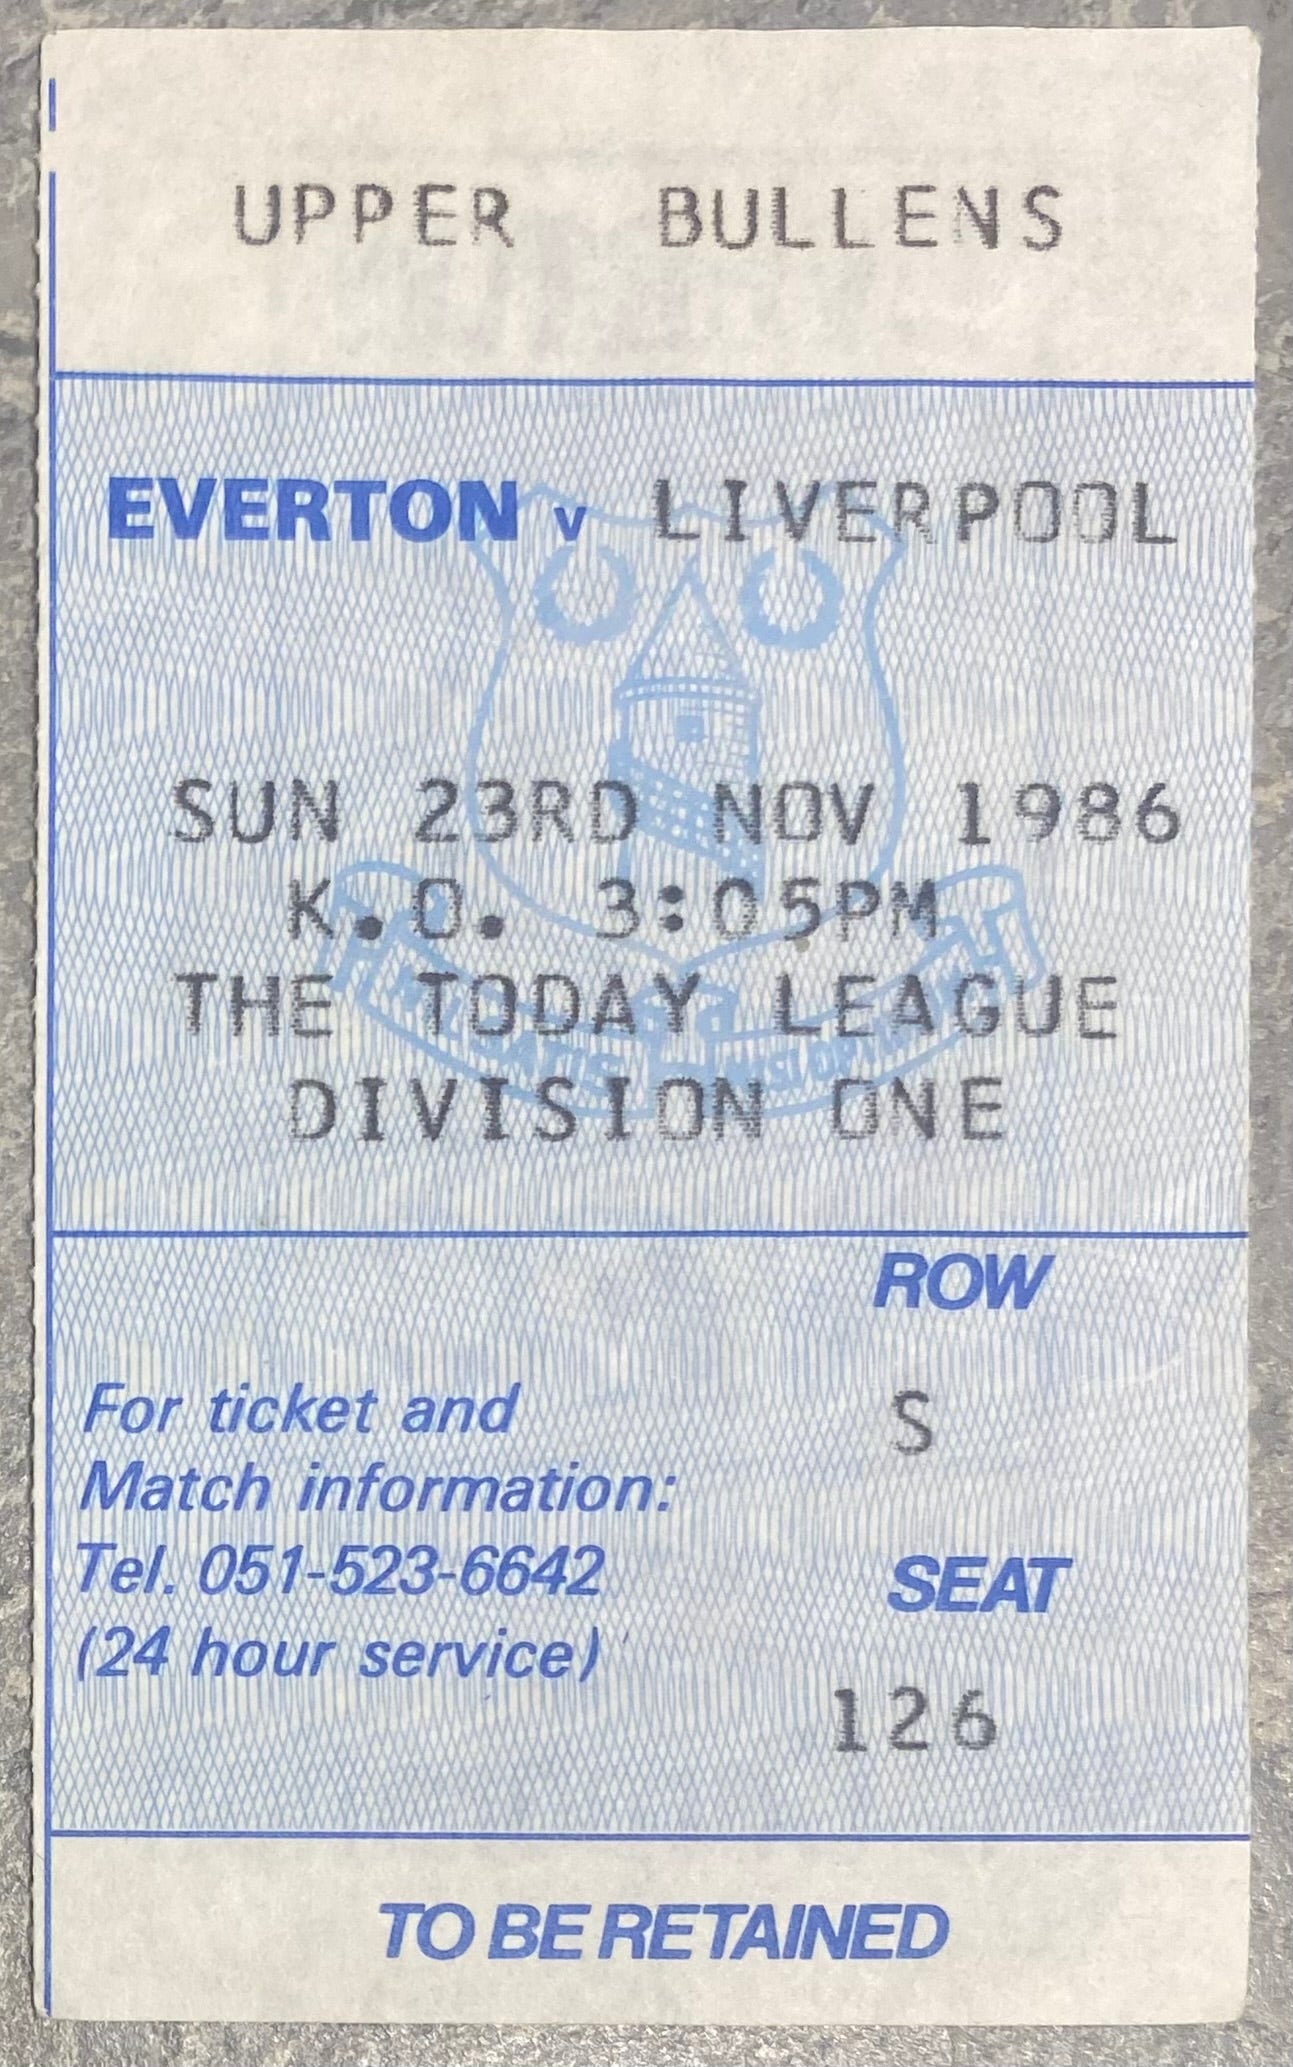 UPPER BULLENS
EVERTON v LIVERPOOL
SUN 23RD NOV 1986
K.O. 3:05PM
THE TODAY LEAGUE
DIVISION ONE
ROW
S
For ticket and
Match information:
Tel. 051-523-6642
(24 hour service)
SEAT
126
TO BE RETAINED